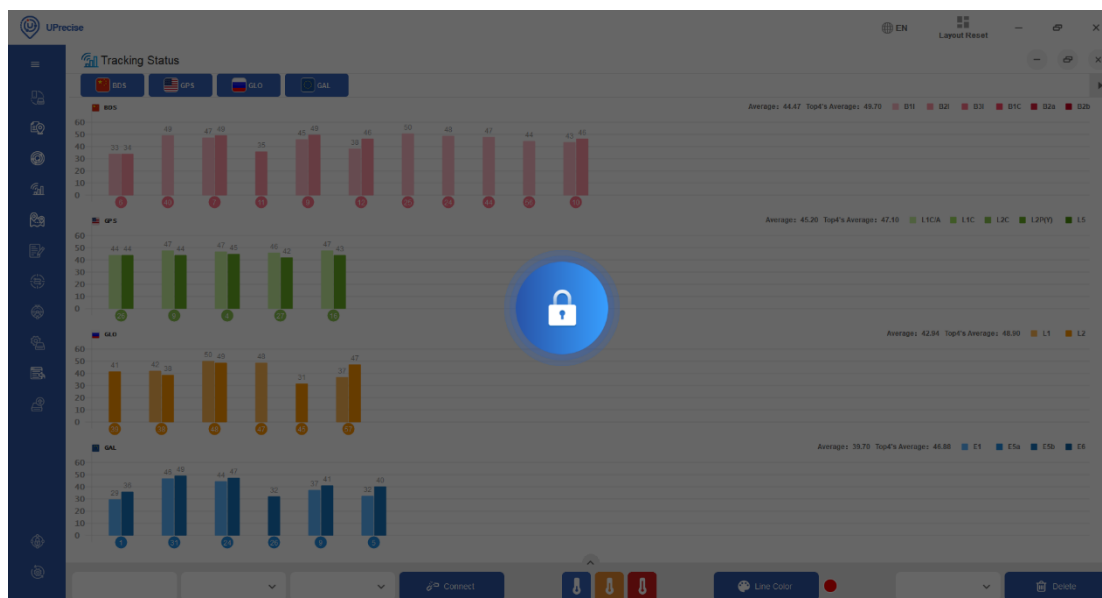 UPrecise
EN
Layout Reset
Tracking Status
BDS GPS GLO GAL
BDS
Average: 44.47 Top4's Average: 49.70 B1I B2I B3I B1C B2a B2b
60
50
40
30
20
10
0
49 47 49 35 45 49 38 46 50 48 47 44 43 46
GPS
Average: 45.20 Top4's Average: 47.10 L1C/A L1C L2C L2P(Y) L5
60
50
40
30
20
10
0
44 44 47 44 47 45 46 42 47 43
GLO
Average: 42.94 Top4's Average: 48.90 L1 L2
60
50
40
30
20
10
0
41 42 38 50 49 49 31 37 47
GAL
Average: 39.70 Top4's Average: 46.88 E1 E5a E5b E6
60
50
40
30
20
10
0
29 36 45 48 44 47 32 37 41 32 40
Connect
Line Color
Delete